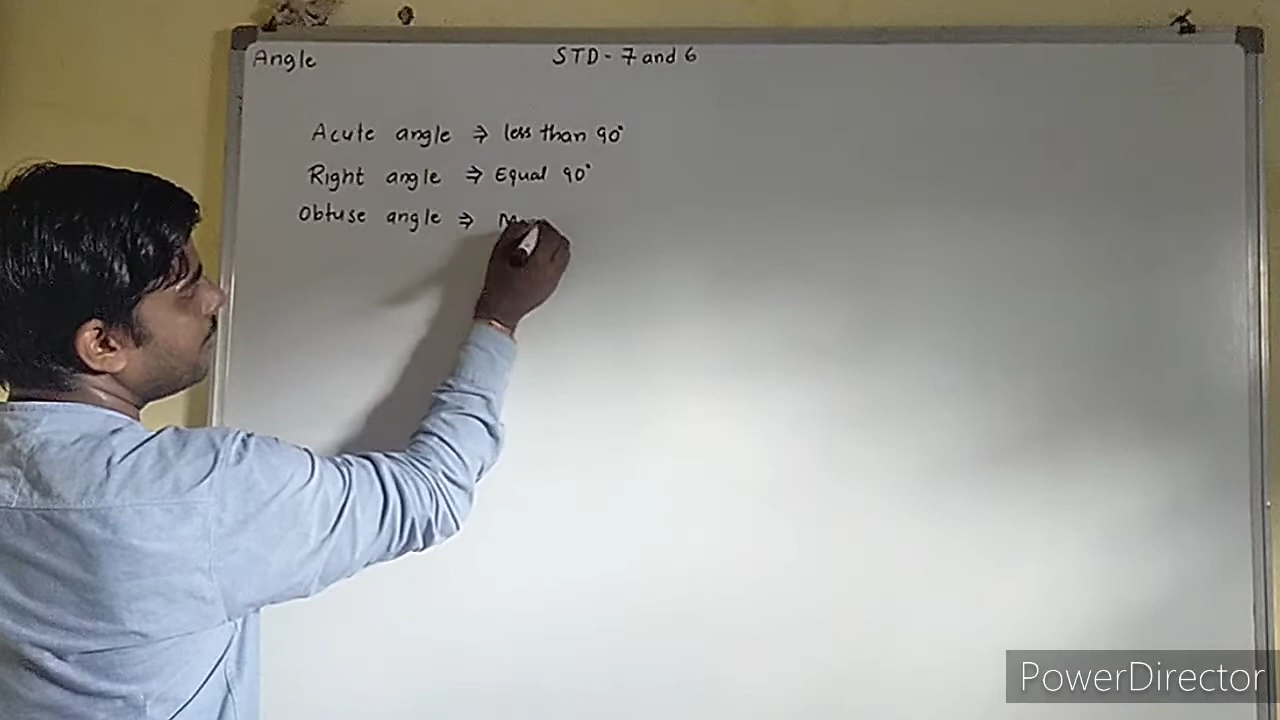 Angle STD - 7 and 6
Acute angle ⇒ less than 90°
Right angle ⇒ Equal 90°
Obtuse angle ⇒
PowerDirector